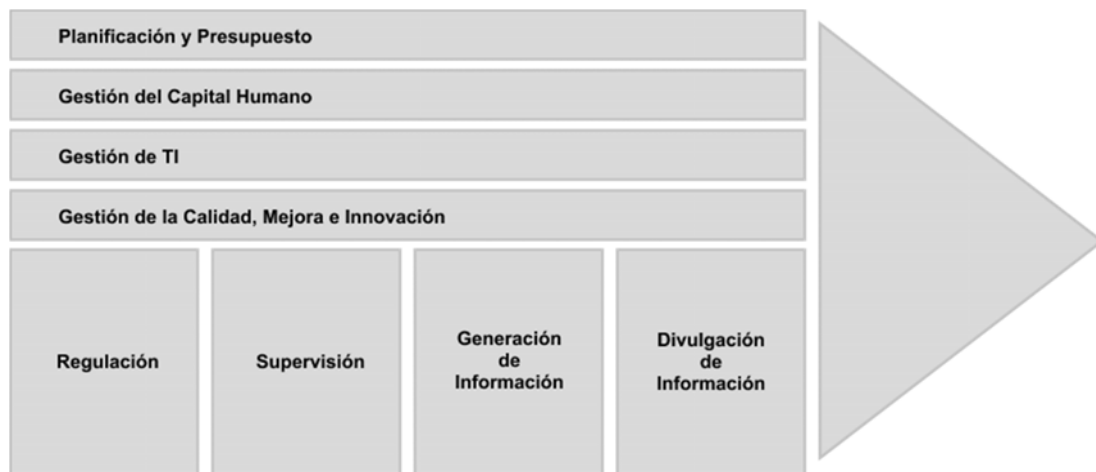 Planificación y Presupuesto
Gestión del Capital Humano
Gestión de TI
Gestión de la Calidad, Mejora e Innovación
Regulación
Supervisión
Generación
de
Información
Divulgación
de
Información